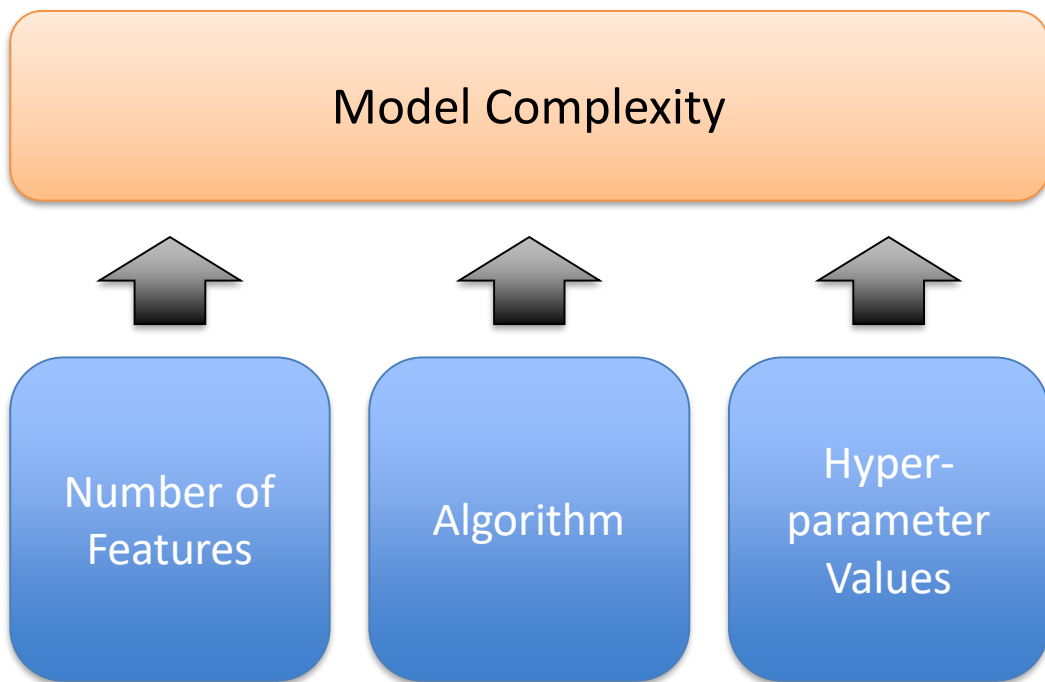 Model Complexity
Number of
Features
Algorithm
Hyper-
parameter
Values